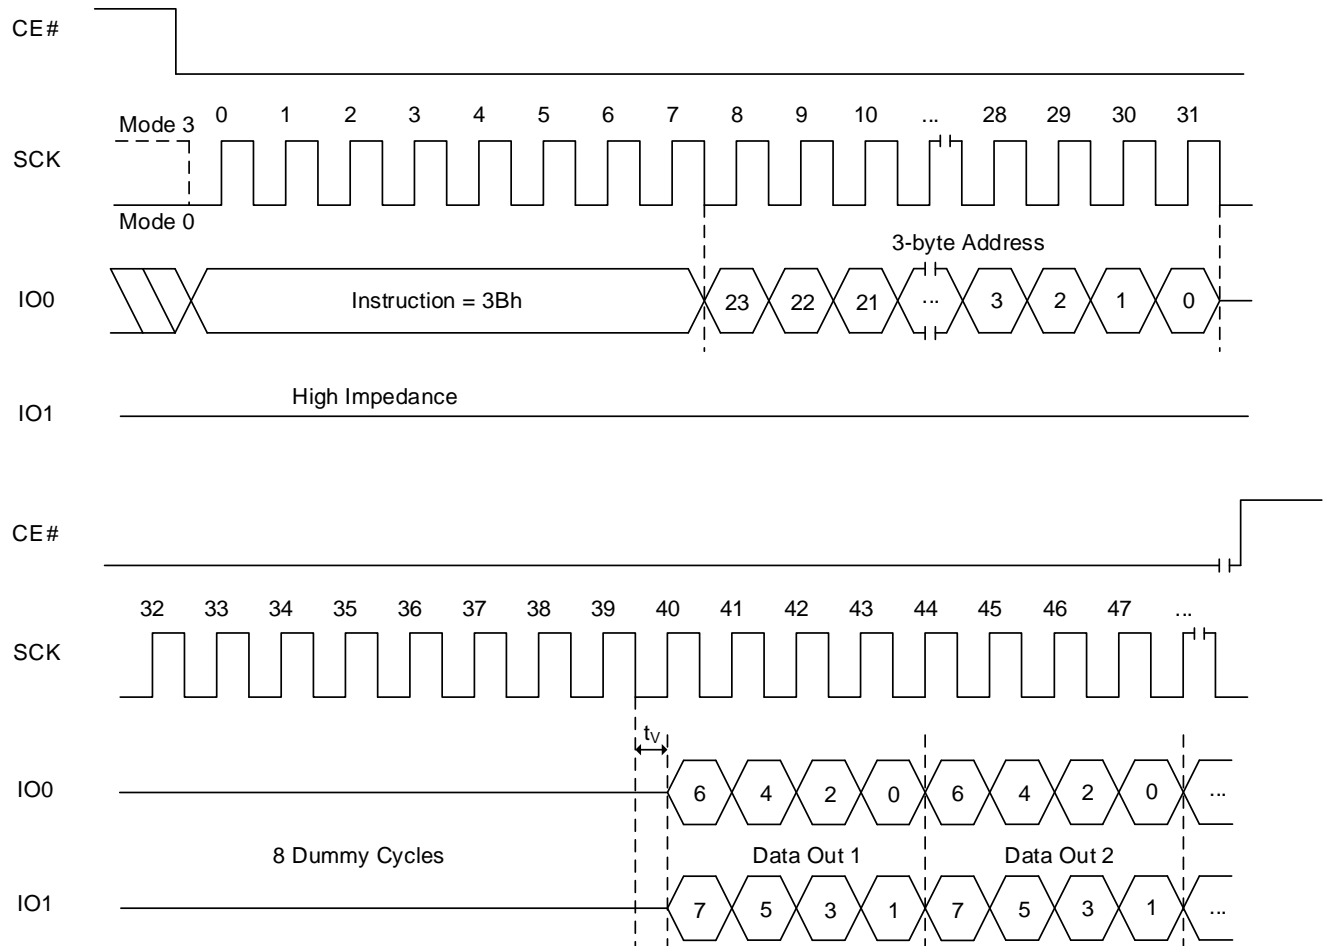 CE#
0 1 2 3 4 5 6 7 8 9 10 ... 28 29 30 31
Mode 3
SCK
Mode 0
3-byte Address
IO0 Instruction = 3Bh 23 22 21 ... 3 2 1 0
High Impedance
IO1
CE#
32 33 34 35 36 37 38 39 40 41 42 43 44 45 46 47 ...
SCK
tV
IO0 6 4 2 0 6 4 2 0 ...
8 Dummy Cycles Data Out 1 Data Out 2
IO1 7 5 3 1 7 5 3 1 ...